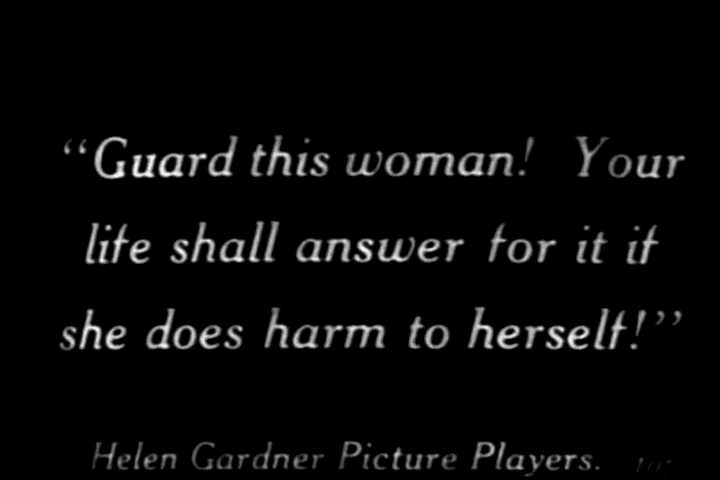 “Guard this woman! Your
life shall answer for it if
she does harm to herself!”
Helen Gardner Picture Players.